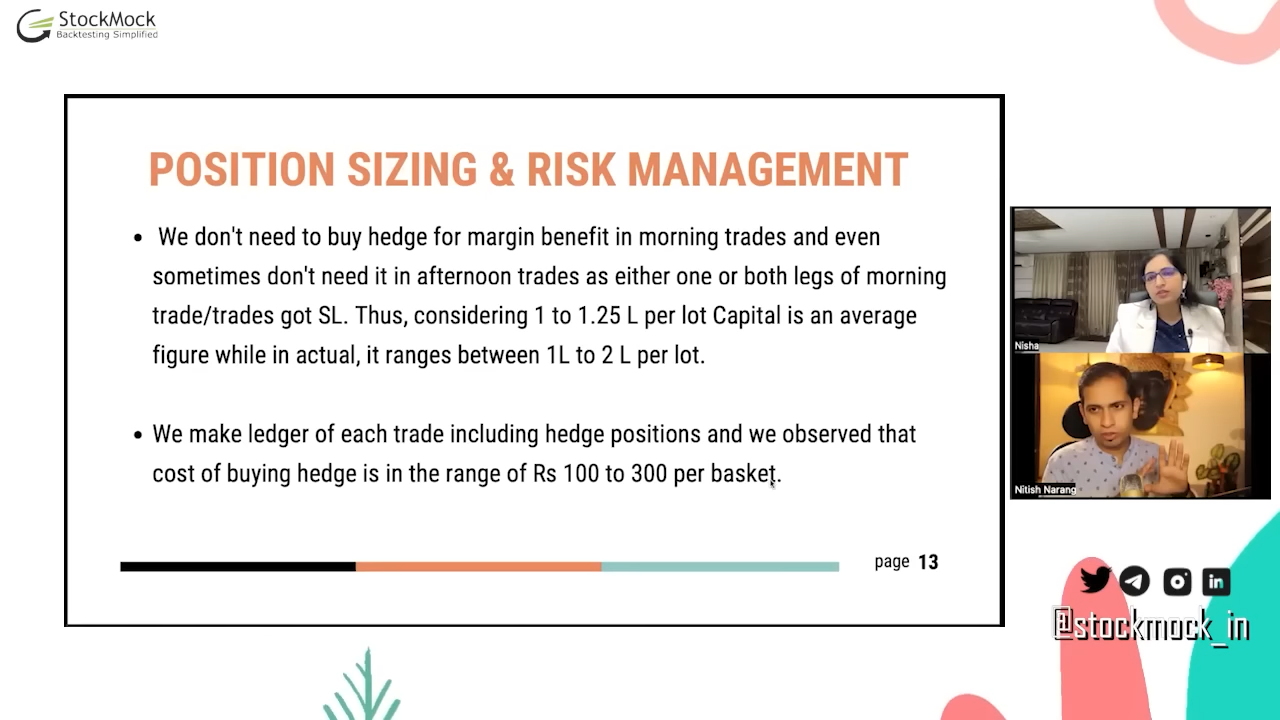 StockMock
Backtesting Simplified
POSITION SIZING & RISK MANAGEMENT
• We don't need to buy hedge for margin benefit in morning trades and even
sometimes don't need it in afternoon trades as either one or both legs of morning
trade/trades got SL. Thus, considering 1 to 1.25 L per lot Capital is an average
figure while in actual, it ranges between 1L to 2 L per lot.
• We make ledger of each trade including hedge positions and we observed that
cost of buying hedge is in the range of Rs 100 to 300 per basket.
page 13
Nisha
Nitish Narang
@stockmock_in